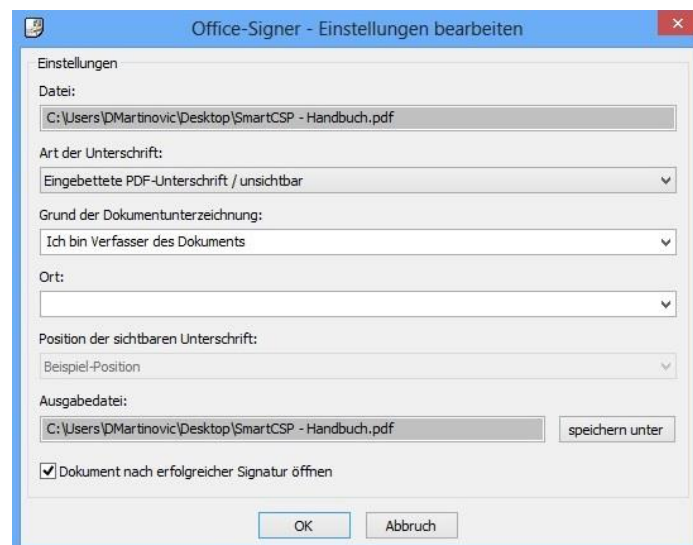 Office-Signer - Einstellungen bearbeiten
Einstellungen
Datei:
C:\Users\DMartinovic\Desktop\SmartCSP - Handbuch.pdf
Art der Unterschrift:
Eingebettete PDF-Unterschrift / unsichtbar
Grund der Dokumentunterzeichnung:
Ich bin Verfasser des Dokuments
Ort:
Position der sichtbaren Unterschrift:
Beispiel-Position
Ausgabedatei:
C:\Users\DMartinovic\Desktop\SmartCSP - Handbuch.pdf speichern unter
Dokument nach erfolgreicher Signatur öffnen
OK Abbruch